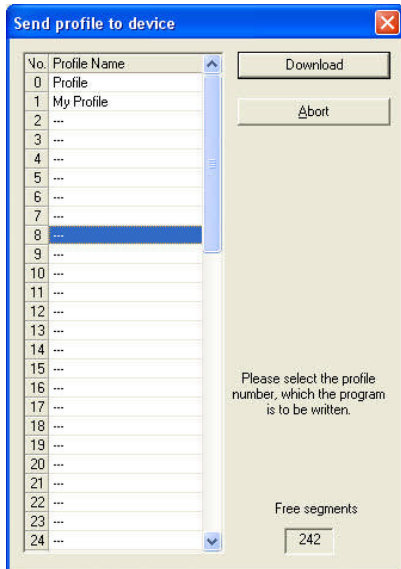 Send profile to device
No. Profile Name
0 Profile
1 My Profile
2 ---
3 ---
4 ---
5 ---
6 ---
7 ---
8 ---
9 ---
10 ---
11 ---
12 ---
13 ---
14 ---
15 ---
16 ---
17 ---
18 ---
19 ---
20 ---
21 ---
22 ---
23 ---
24 ---
Download
Abort
Please select the profile
number, which the program
is to be written.
Free segments
242